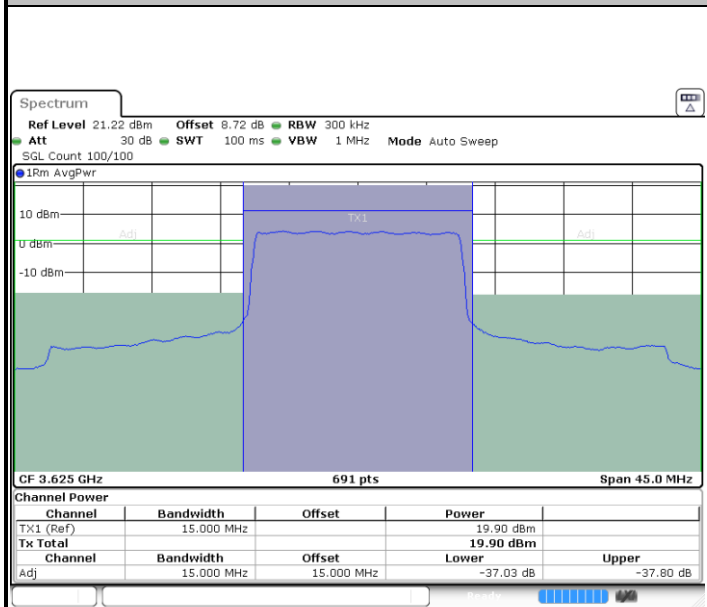 Spectrum
Ref Level 21.22 dBm Offset 8.72 dB RBW 300 kHz
Att 30 dB SWT 100 ms VBW 1 MHz Mode Auto Sweep
SGL Count 100/100
1Rm AvgPwr
10 dBm
TX1
Adj Adj
0 dBm
-10 dBm
CF 3.625 GHz 691 pts Span 45.0 MHz
Channel Power
Channel Bandwidth Offset Power
TX1 (Ref) 15.000 MHz 19.90 dBm
Tx Total 19.90 dBm
Channel Bandwidth Offset Lower Upper
Adj 15.000 MHz 15.000 MHz -37.03 dB -37.80 dB
Ready